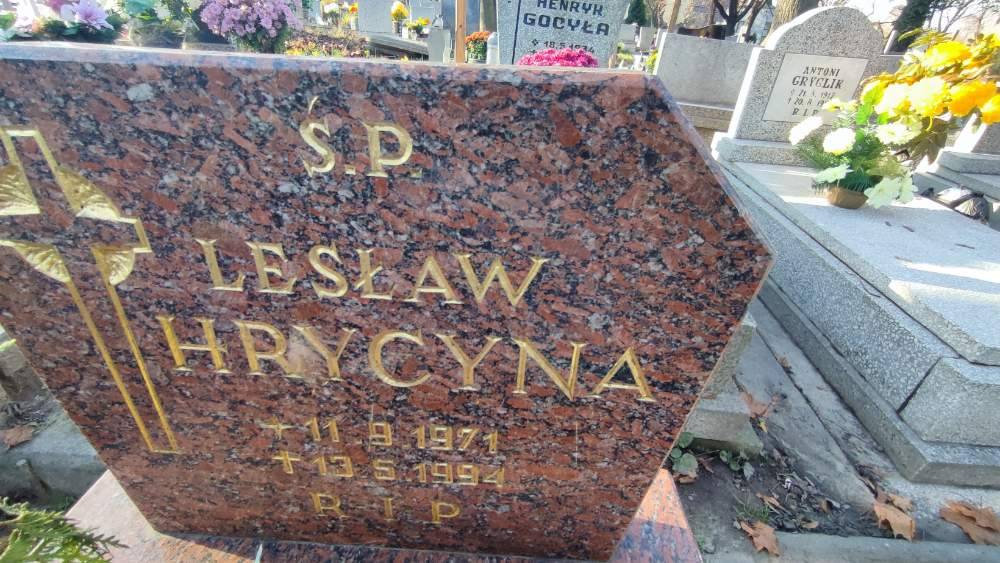 HENRYK
GOCYŁA
ANTONI
GRYGLIK
R.I.P.
Ś.P.
LESŁAW
HRYCYNA
+ 11 9 1971
+ 13 5 1994
R I P